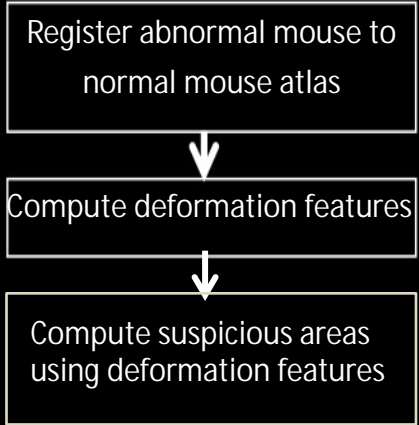 Register abnormal mouse to
normal mouse atlas
Compute deformation features
Compute suspicious areas
using deformation features